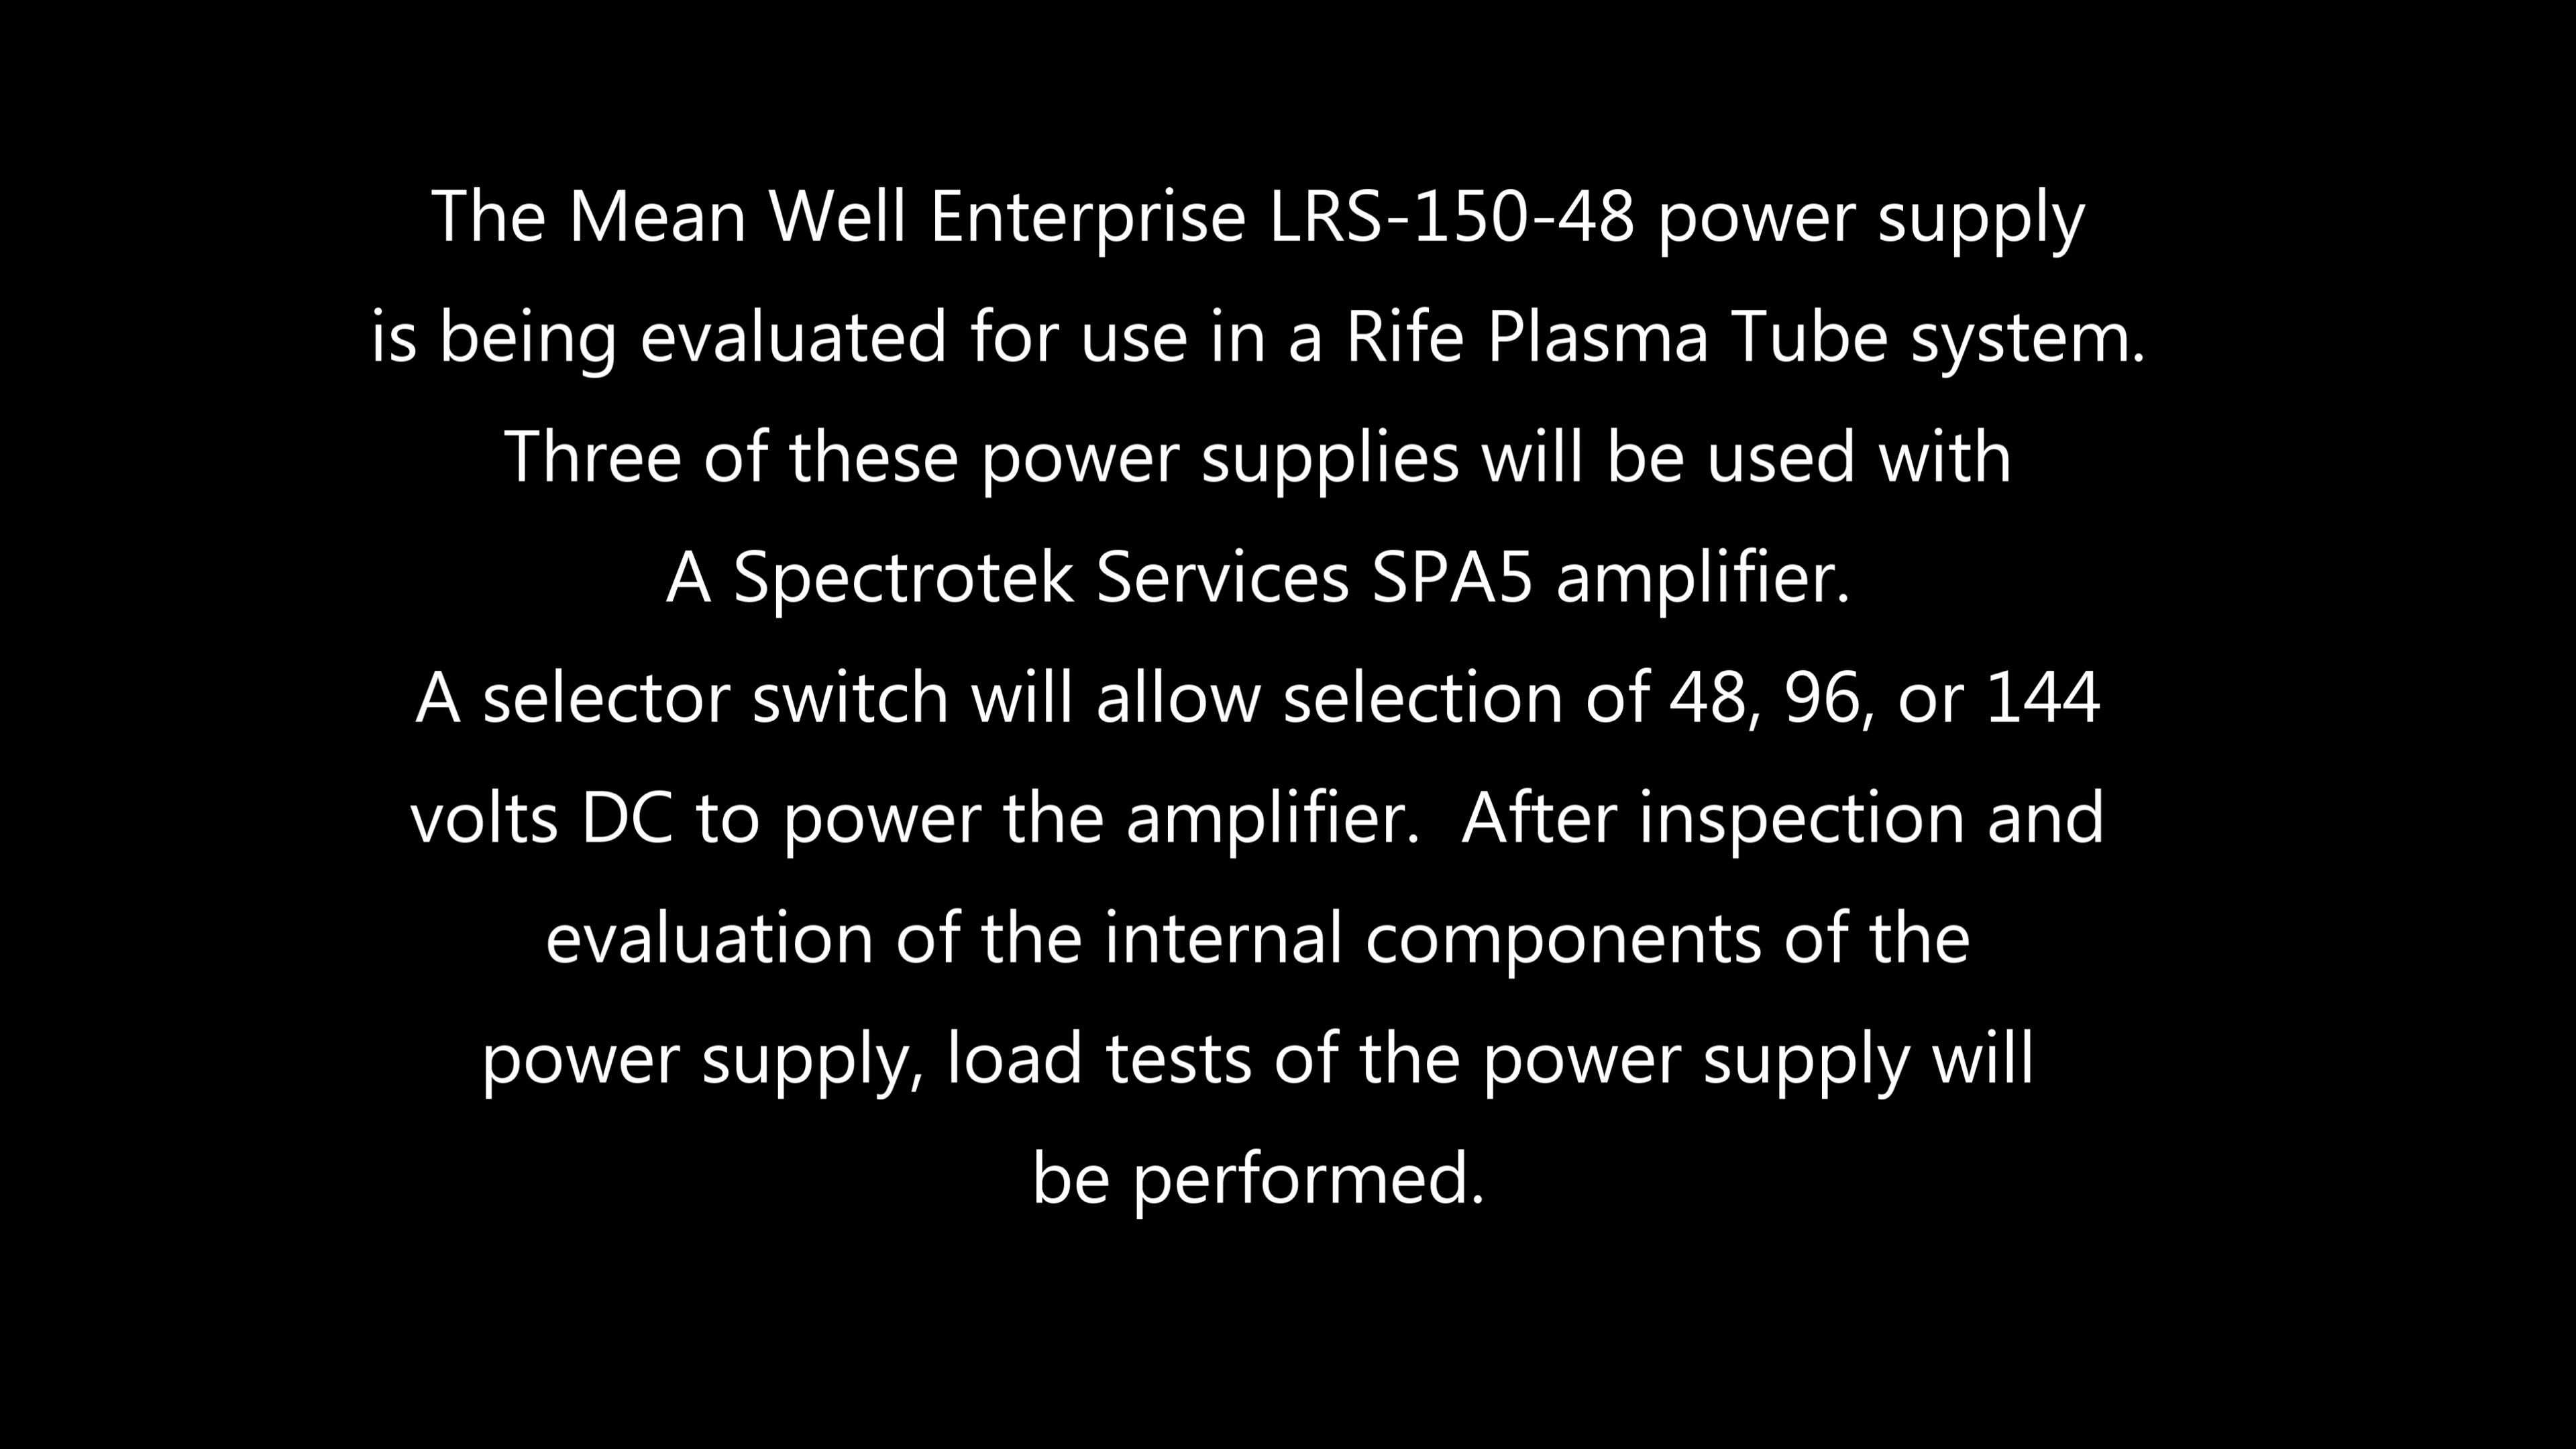 The Mean Well Enterprise LRS-150-48 power supply
is being evaluated for use in a Rife Plasma Tube system.
Three of these power supplies will be used with
A Spectrotek Services SPA5 amplifier.
A selector switch will allow selection of 48, 96, or 144
volts DC to power the amplifier.  After inspection and
evaluation of the internal components of the
power supply, load tests of the power supply will
be performed.